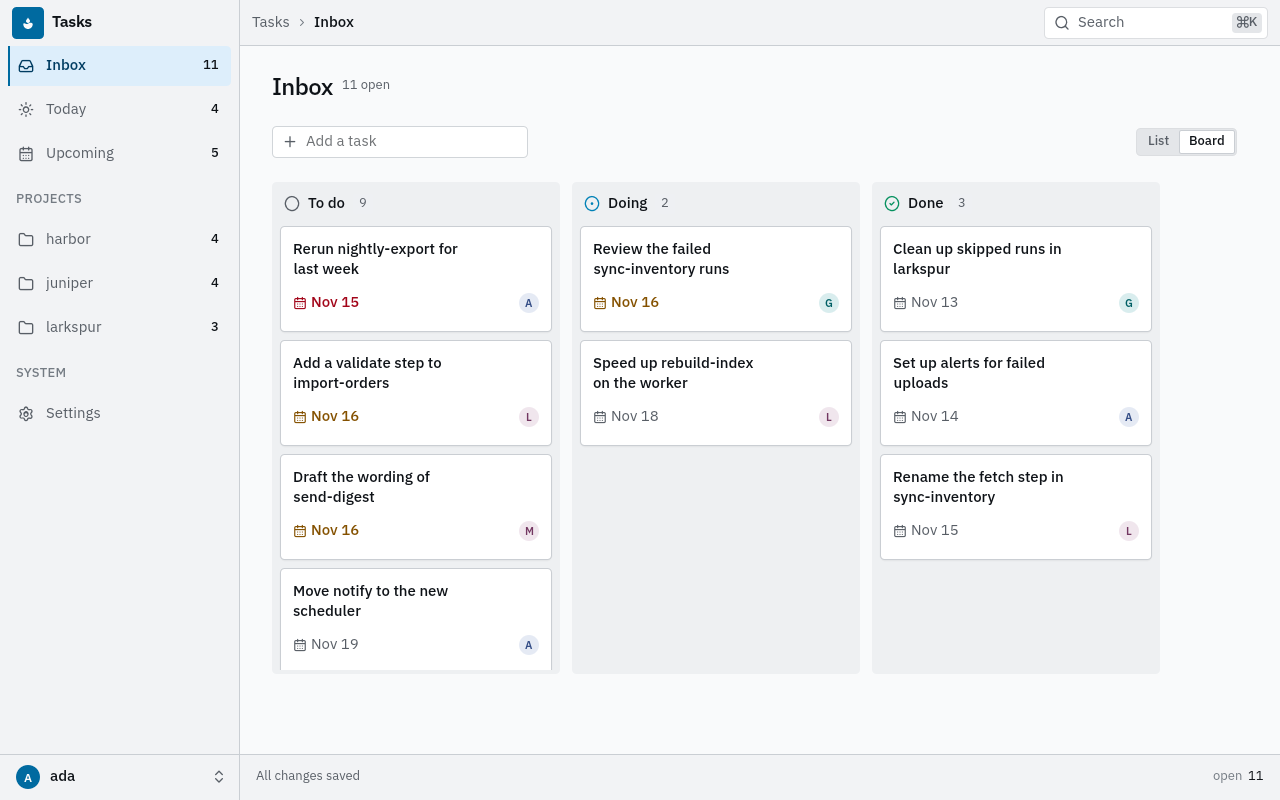 Tasks
Inbox 11
Today 4
Upcoming 5
PROJECTS
harbor 4
juniper 4
larkspur 3
SYSTEM
Settings
A ada
Tasks › Inbox
Search ⌘K
Inbox 11 open
Add a task
List Board
To do 9
Rerun nightly-export for
last week
Nov 15 A
Add a validate step to
import-orders
Nov 16 L
Draft the wording of
send-digest
Nov 16 M
Move notify to the new
scheduler
Nov 19 A
Doing 2
Review the failed
sync-inventory runs
Nov 16 G
Speed up rebuild-index
on the worker
Nov 18 L
Done 3
Clean up skipped runs in
larkspur
Nov 13 G
Set up alerts for failed
uploads
Nov 14 A
Rename the fetch step in
sync-inventory
Nov 15 L
All changes saved
open 11